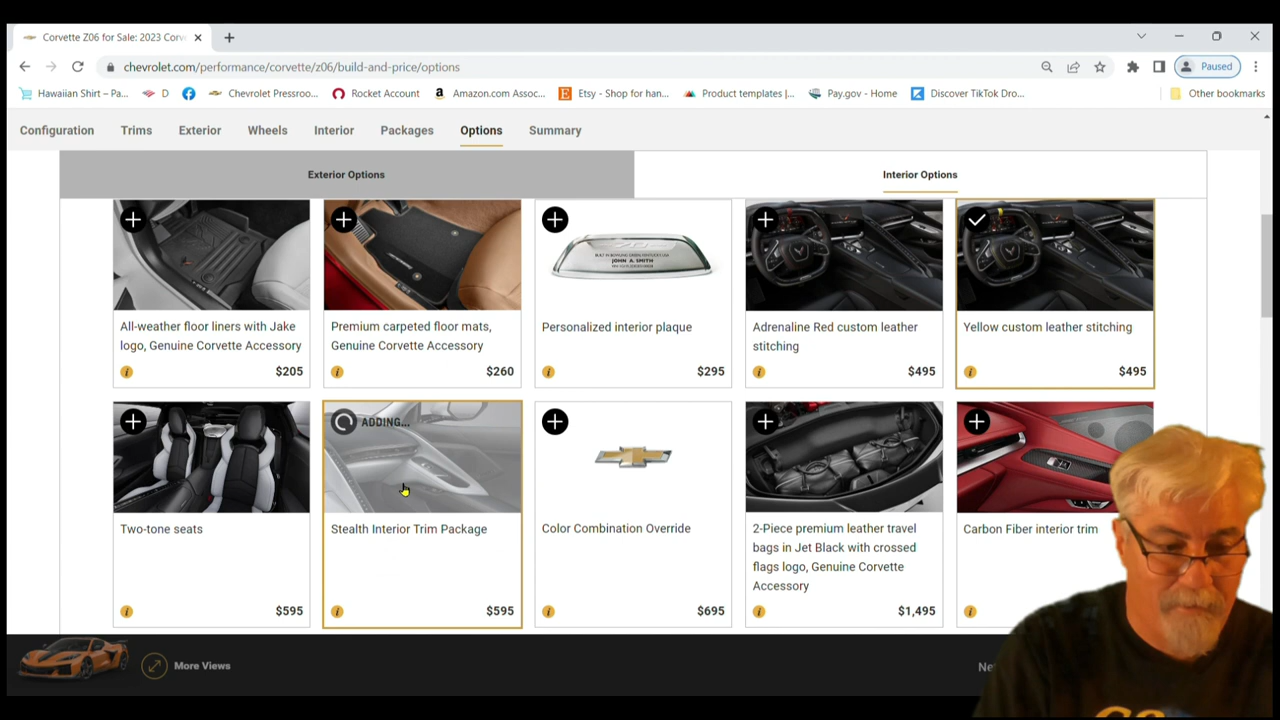 Corvette Z06 for Sale: 2023 Corv
chevrolet.com/performance/corvette/z06/build-and-price/options
Paused
Hawaiian Shirt – Pa...
D
Chevrolet Pressroo...
Rocket Account
Amazon.com Assoc...
Etsy - Shop for han...
Product templates |...
Pay.gov - Home
Discover TikTok Dro...
Other bookmarks
Configuration
Trims
Exterior
Wheels
Interior
Packages
Options
Summary
Exterior Options
Interior Options
All-weather floor liners with Jake
logo, Genuine Corvette Accessory
$205
Premium carpeted floor mats,
Genuine Corvette Accessory
$260
JOHN A. SMITH
Personalized interior plaque
$295
Adrenaline Red custom leather
stitching
$495
Yellow custom leather stitching
$495
Two-tone seats
$595
ADDING...
Stealth Interior Trim Package
$595
Color Combination Override
$695
2-Piece premium leather travel
bags in Jet Black with crossed
flags logo, Genuine Corvette
Accessory
$1,495
Carbon Fiber interior trim
More Views